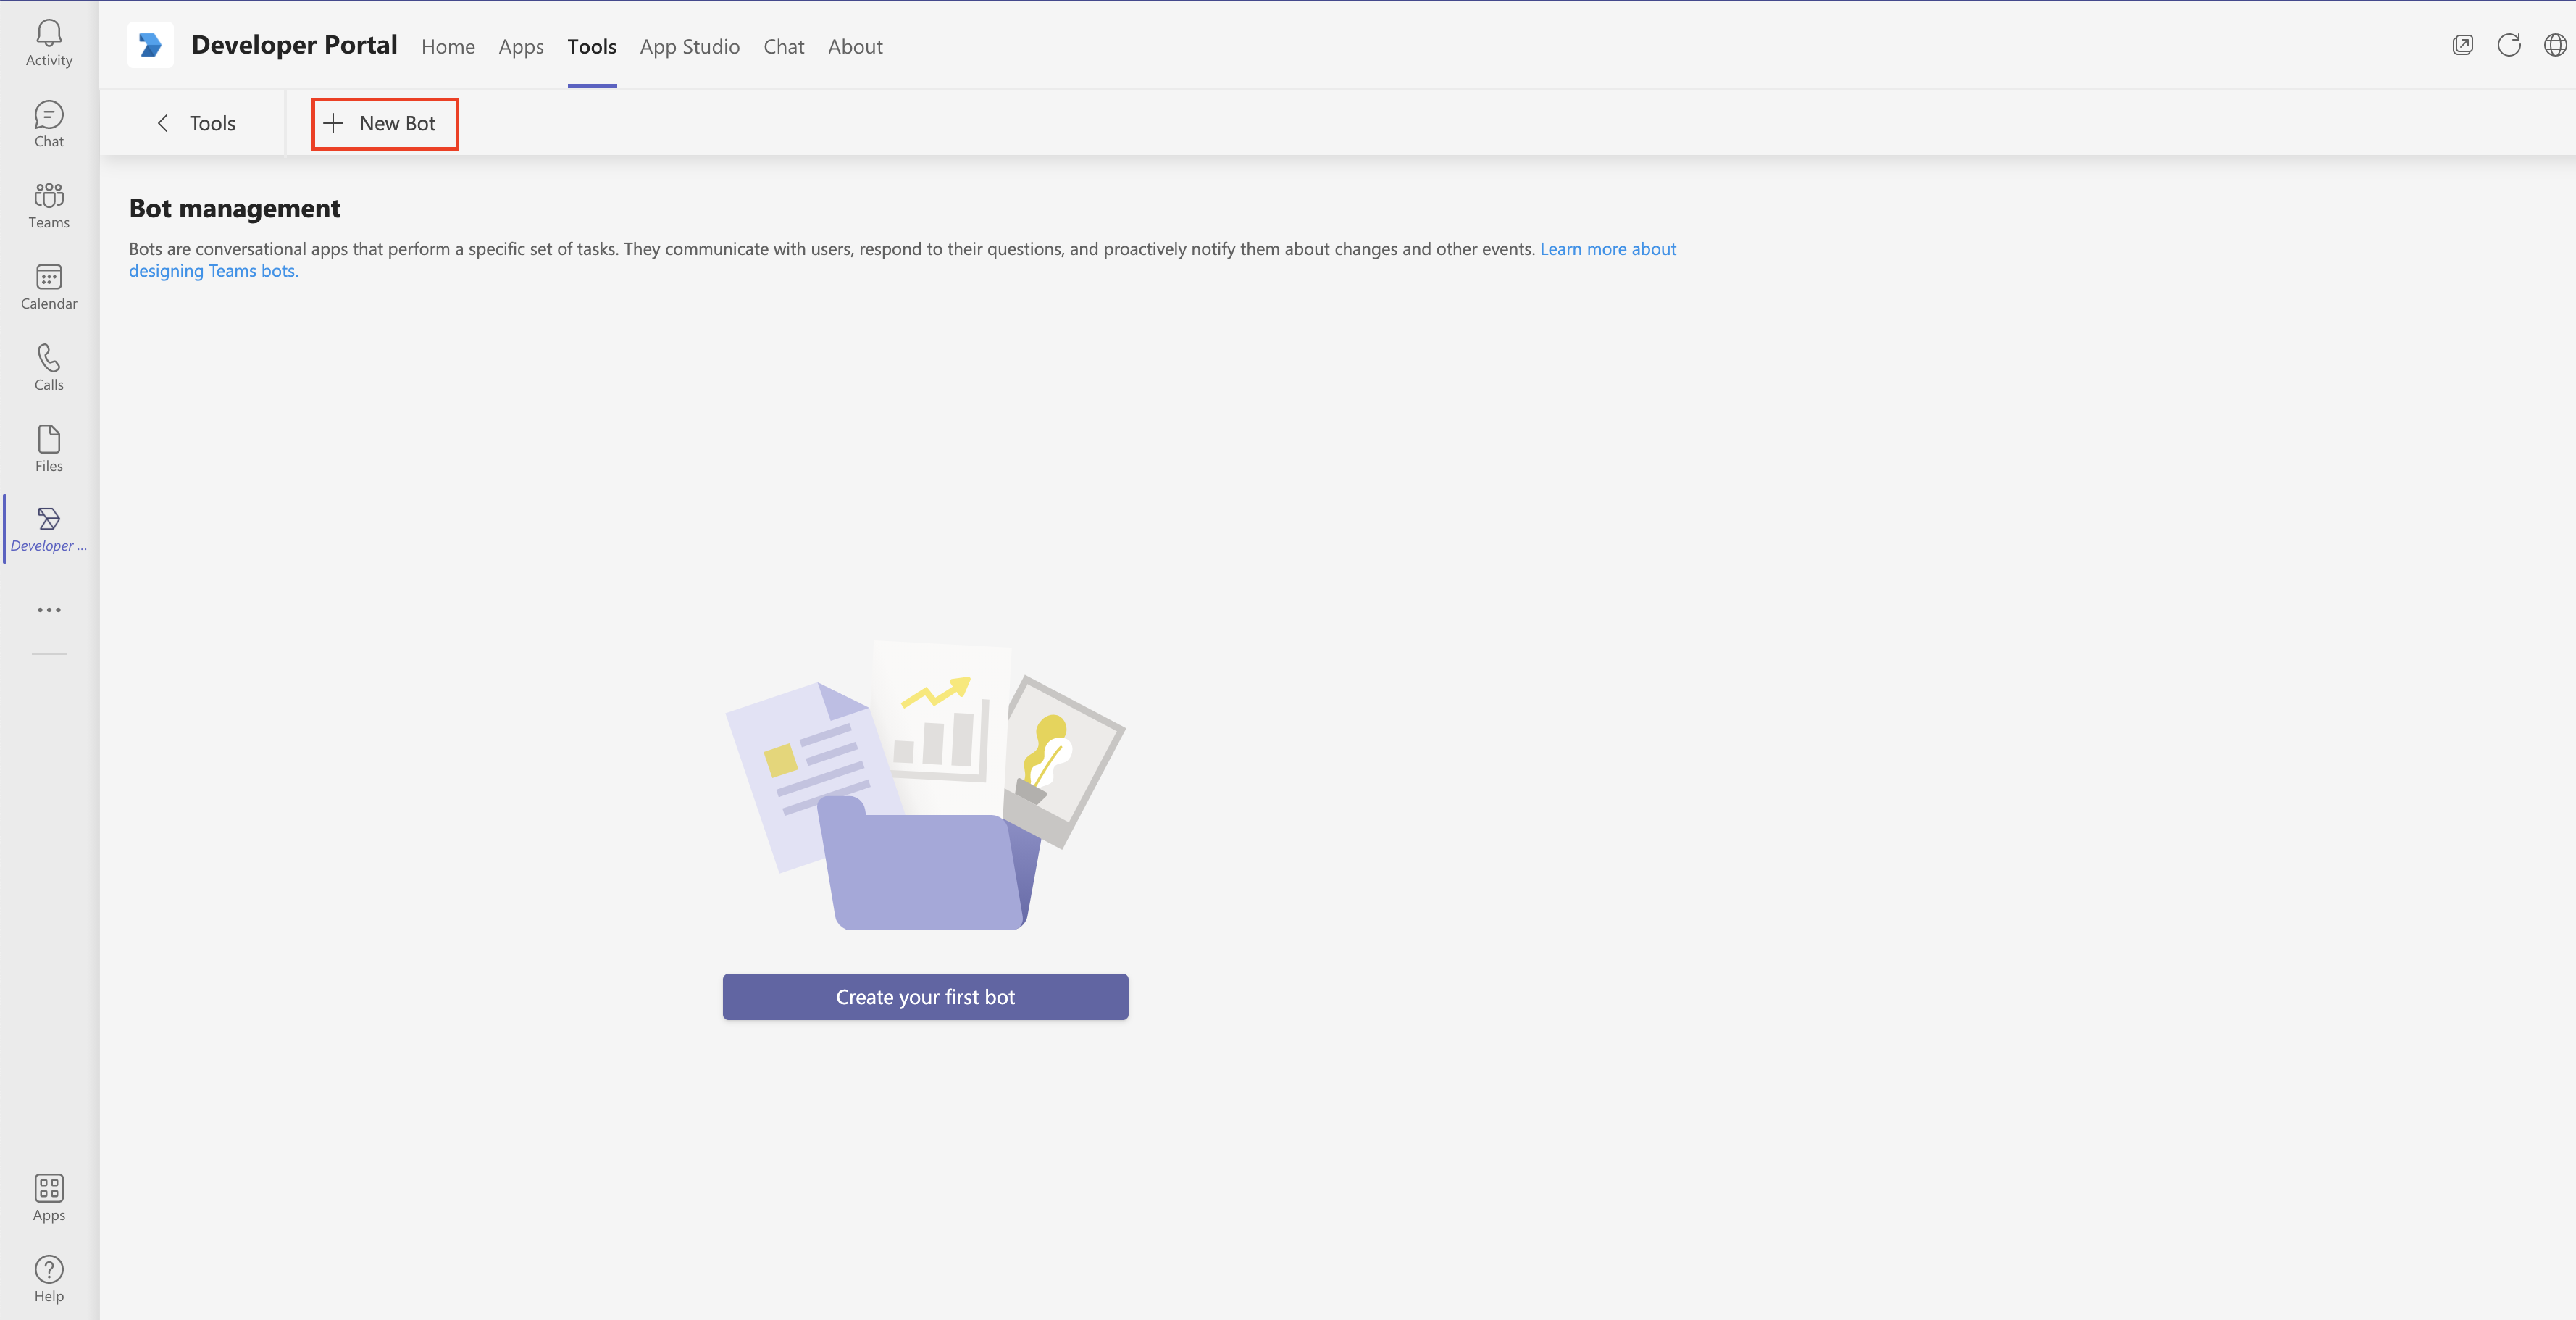 Activity
Chat
Teams
Calendar
Calls
Files
Developer ...
Apps
Help
Developer Portal Home Apps Tools App Studio Chat About
Tools New Bot
Bot management
Bots are conversational apps that perform a specific set of tasks. They communicate with users, respond to their questions, and proactively notify them about changes and other events. Learn more about
designing Teams bots.
Create your first bot